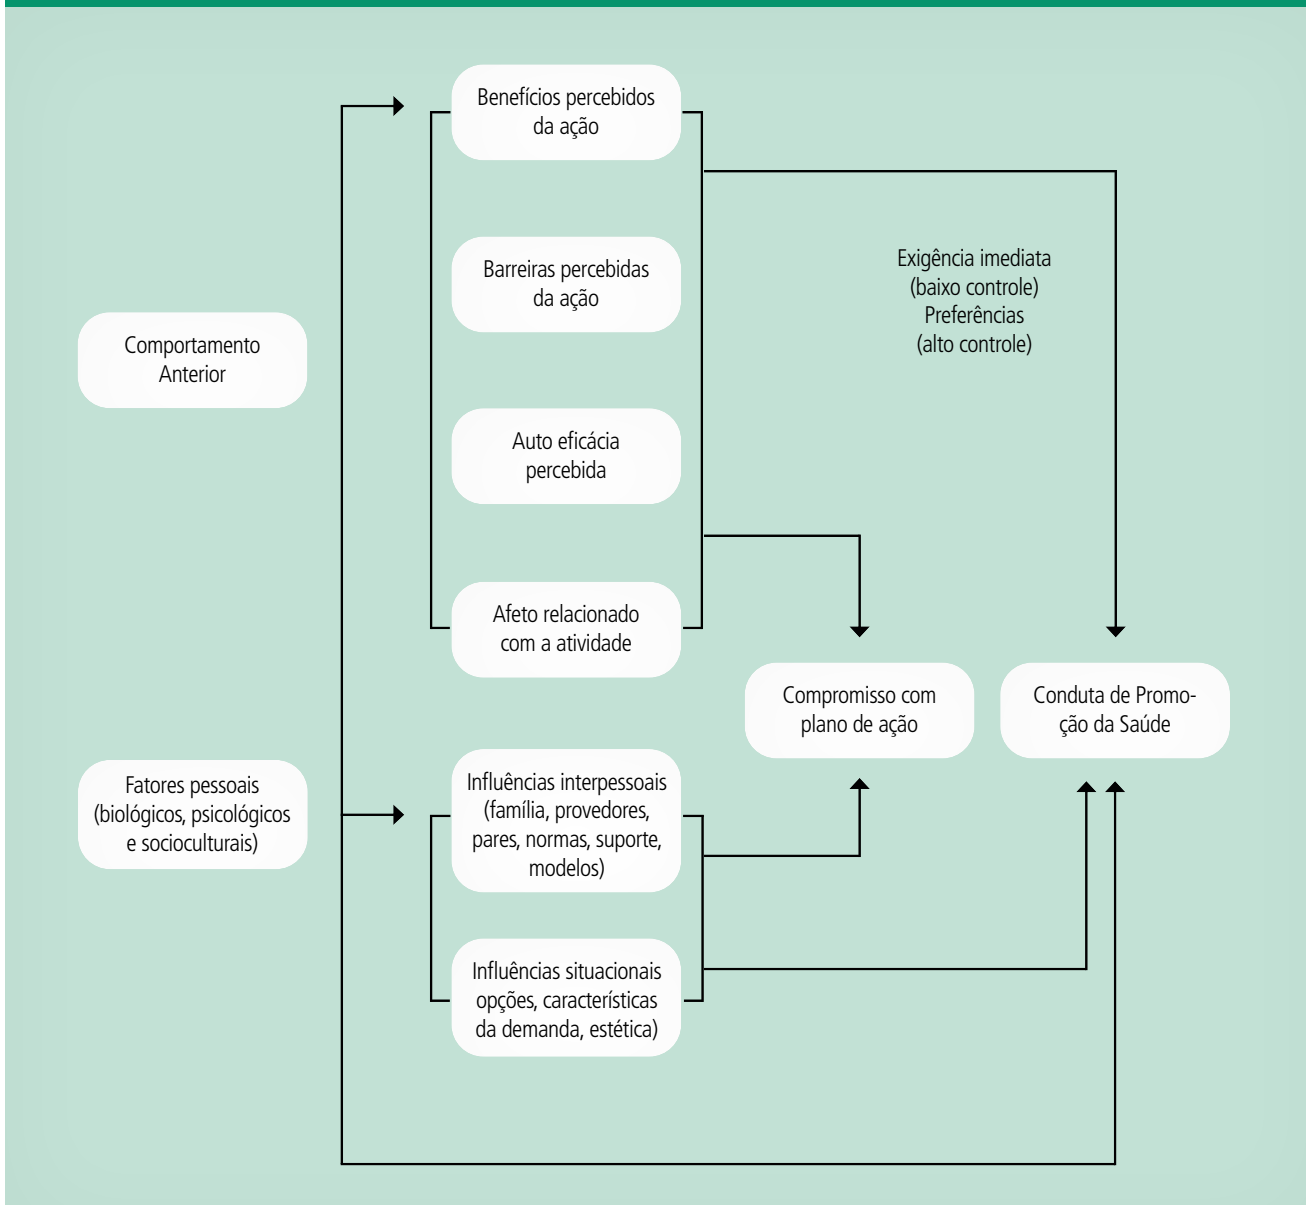 Benefícios percebidos
da ação
Barreiras percebidas
da ação
Exigência imediata
(baixo controle)
Preferências
(alto controle)
Comportamento
Anterior
Auto eficácia
percebida
Afeto relacionado
com a atividade
Compromisso com
plano de ação
Conduta de Promo-
ção da Saúde
Fatores pessoais
(biológicos, psicológicos
e socioculturais)
Influências interpessoais
(família, provedores,
pares, normas, suporte,
modelos)
Influências situacionais
opções, características
da demanda, estética)